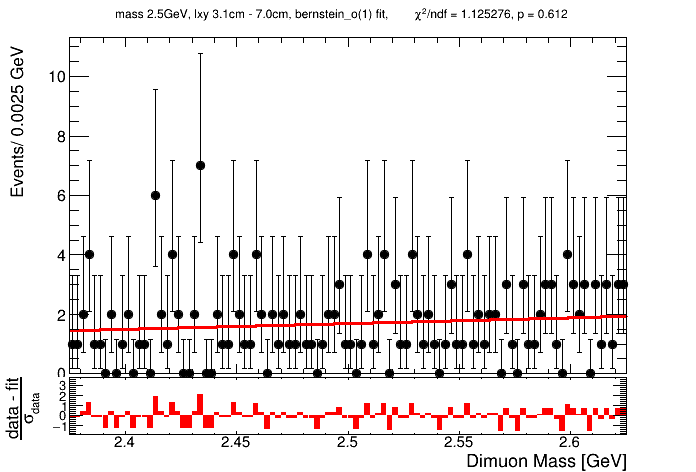 mass 2.5GeV, lxy 3.1cm - 7.0cm, bernstein_o(1) fit, χ²/ndf = 1.125276, p = 0.612
Events/ 0.0025 GeV
10
8
6
4
2
0
data - fit
σdata
3
2
1
0
−1
2.4 2.45 2.5 2.55 2.6
Dimuon Mass [GeV]